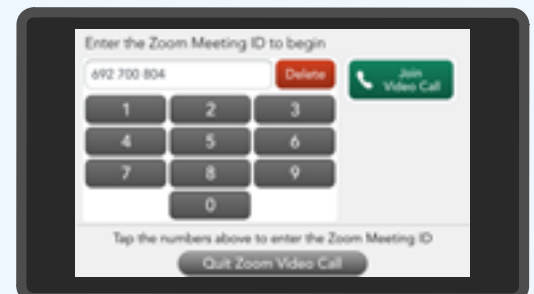 Enter the Zoom Meeting ID to begin
692 700 804
Delete
Join
Video Call
1 2 3
4 5 6
7 8 9
0
Tap the numbers above to enter the Zoom Meeting ID
Quit Zoom Video Call